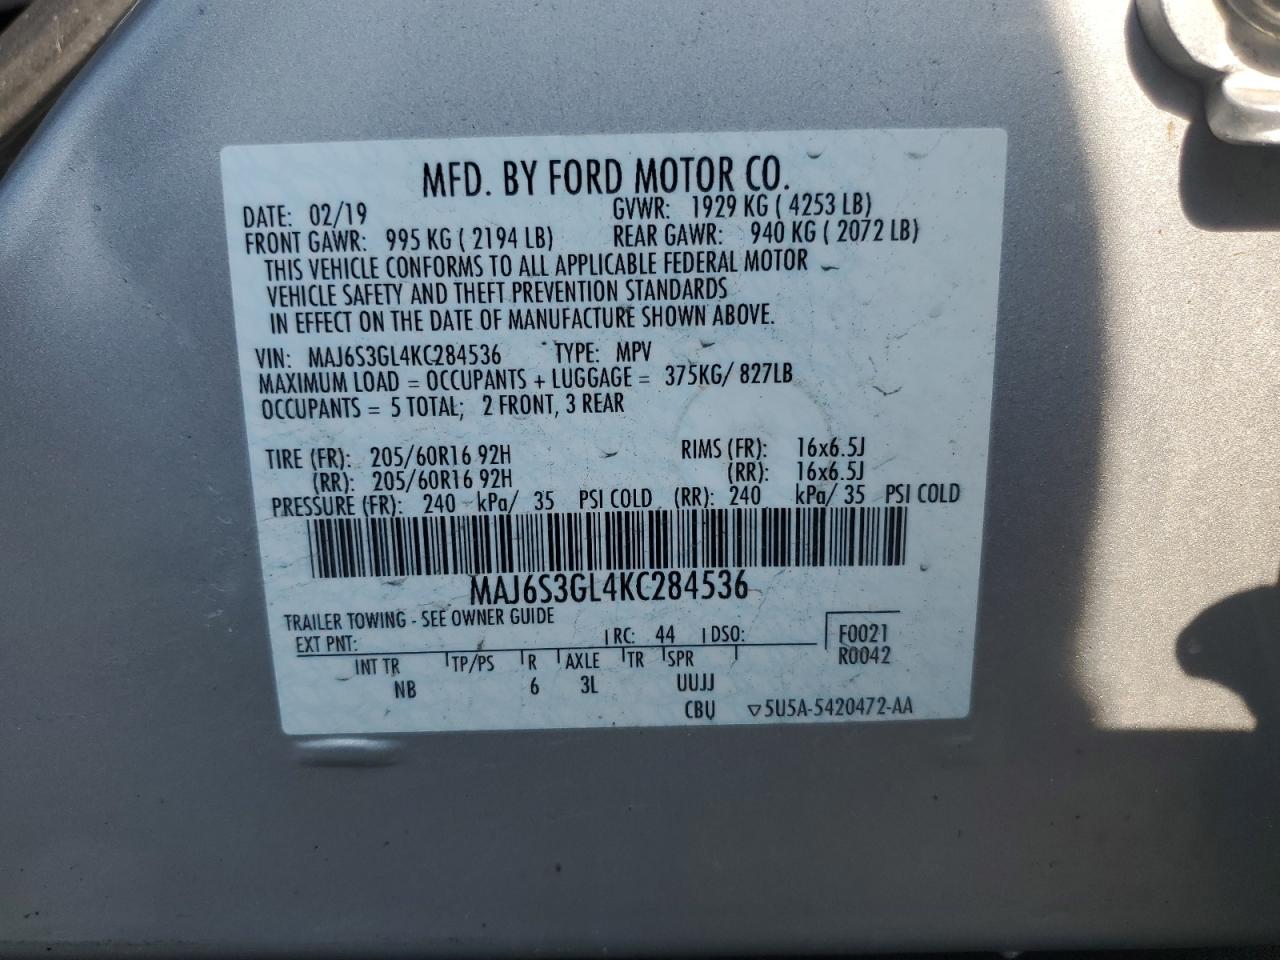 MFD. BY FORD MOTOR CO.
DATE: 02/19 GVWR: 1929 KG ( 4253 LB)
FRONT GAWR: 995 KG ( 2194 LB) REAR GAWR: 940 KG ( 2072 LB)
THIS VEHICLE CONFORMS TO ALL APPLICABLE FEDERAL MOTOR
VEHICLE SAFETY AND THEFT PREVENTION STANDARDS
IN EFFECT ON THE DATE OF MANUFACTURE SHOWN ABOVE.
VIN: MAJ6S3GL4KC284536 TYPE: MPV
MAXIMUM LOAD = OCCUPANTS + LUGGAGE = 375KG/ 827LB
OCCUPANTS = 5 TOTAL; 2 FRONT, 3 REAR
TIRE (FR): 205/60R16 92H RIMS (FR): 16x6.5J
(RR): 205/60R16 92H (RR): 16x6.5J
PRESSURE (FR): 240 kPa/ 35 PSI COLD (RR): 240 kPa/ 35 PSI COLD
MAJ6S3GL4KC284536
TRAILER TOWING - SEE OWNER GUIDE
EXT PNT: RC: 44 DSO: F0021
INT TR TP/PS R AXLE TR SPR R0042
NB 6 3L UUJJ
CBU ▽5U5A-5420472-AA